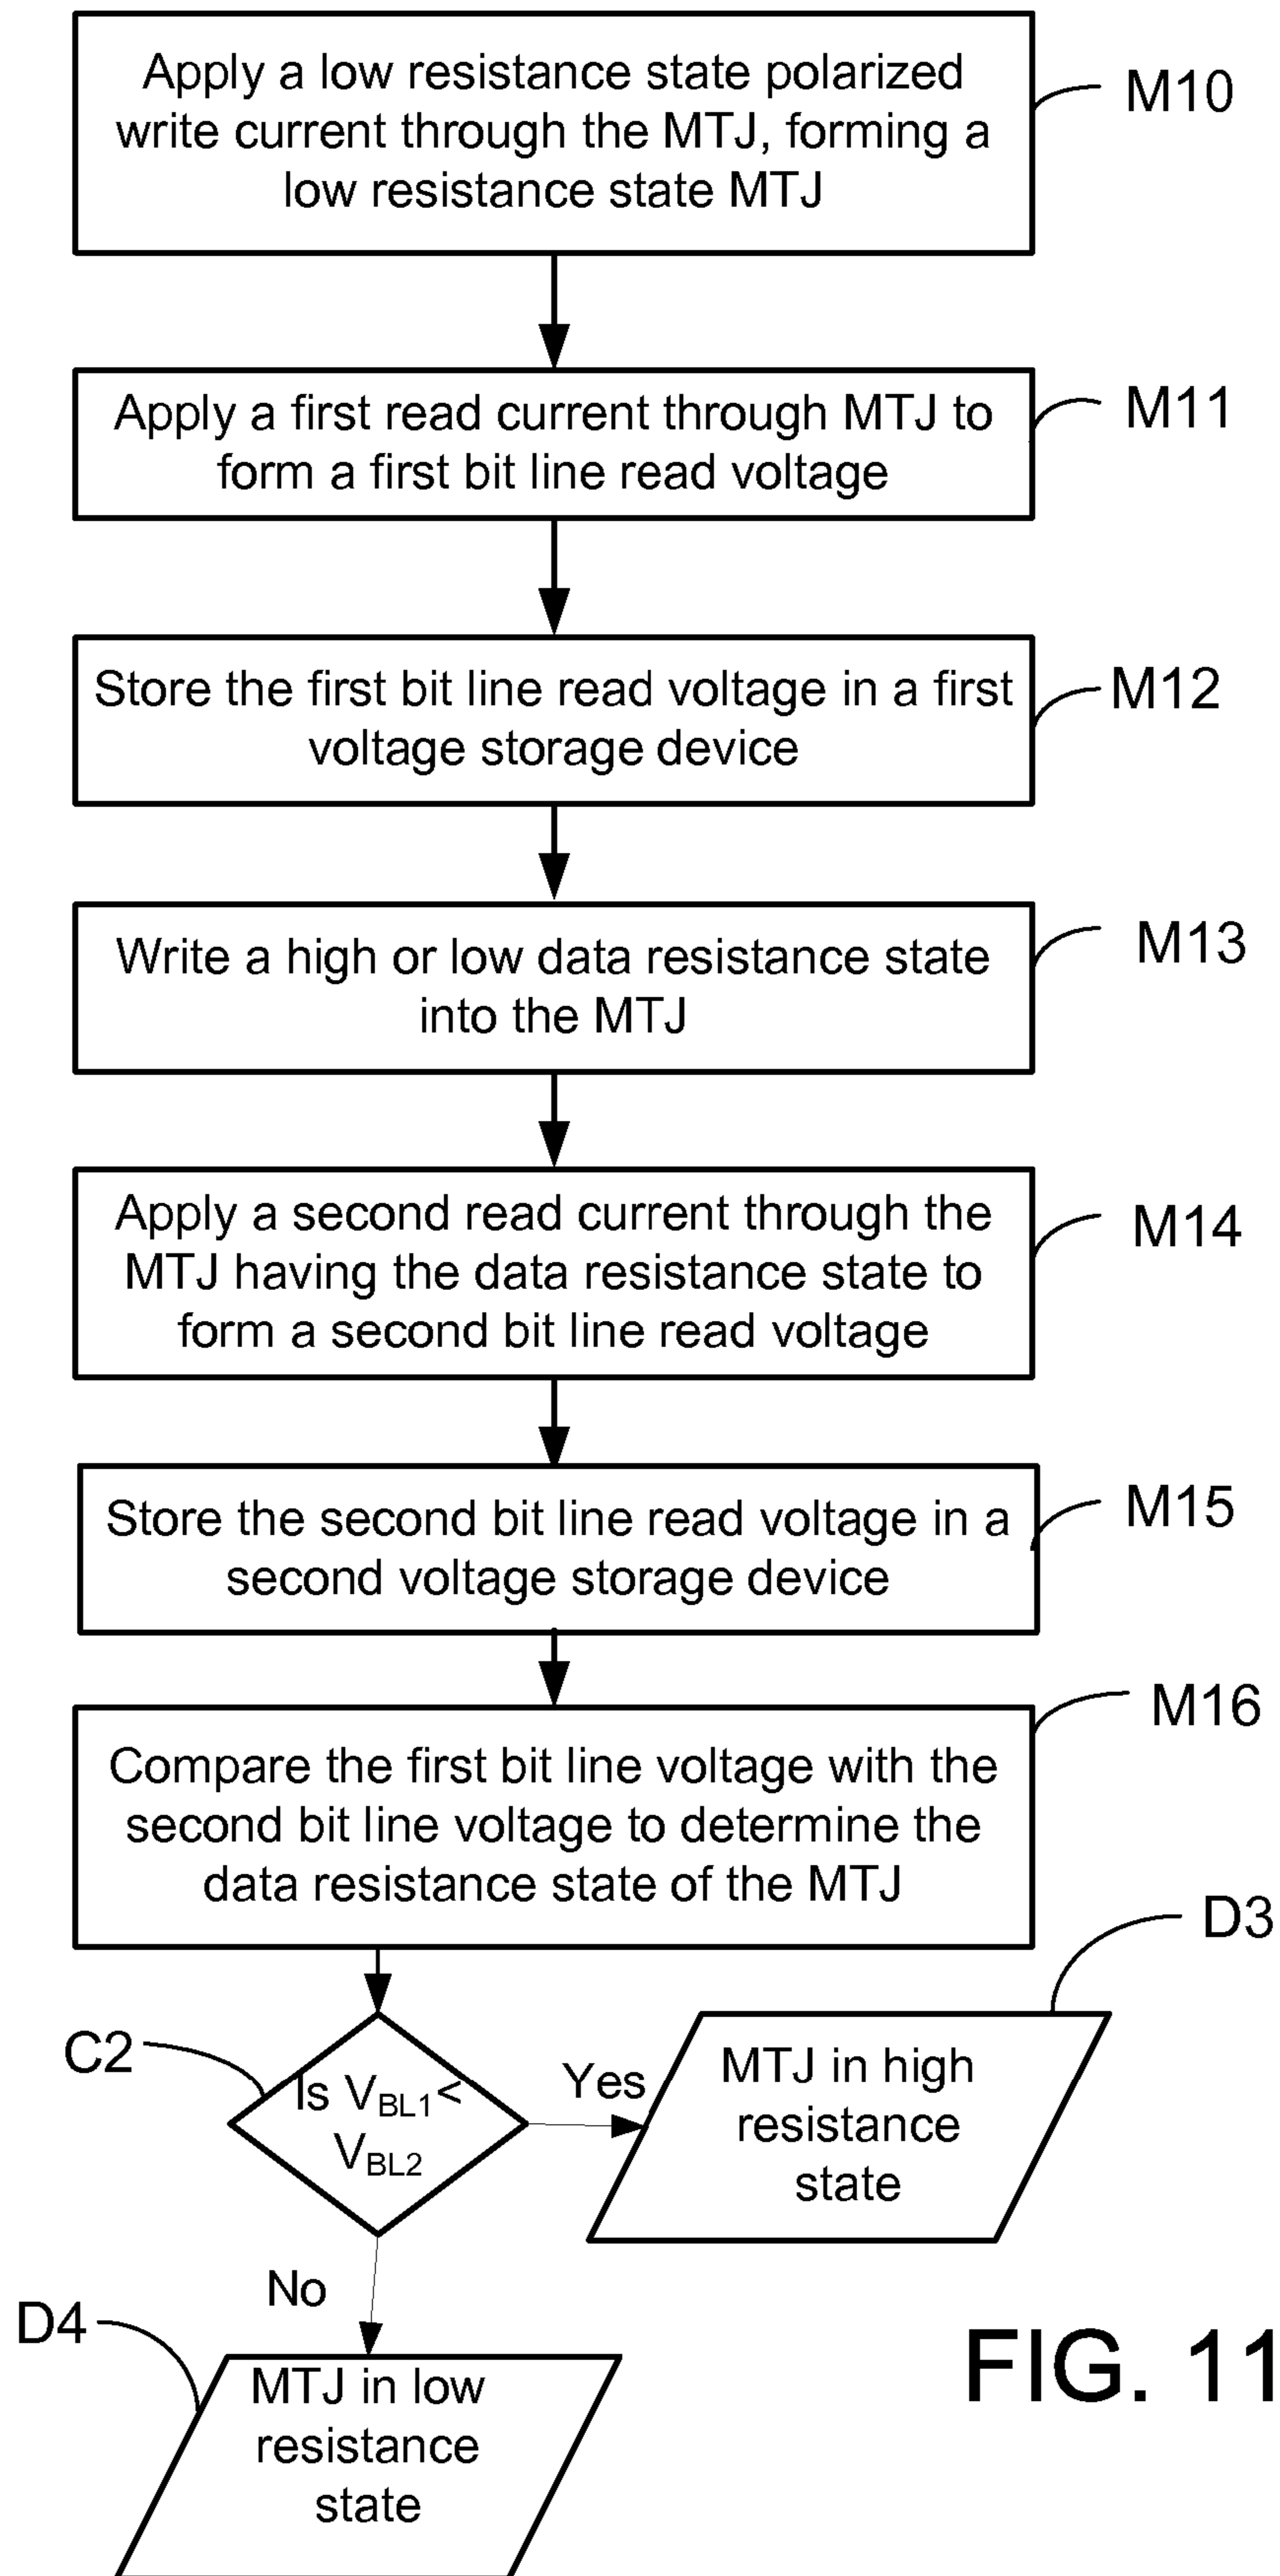 Apply a low resistance state polarized
write current through the MTJ, forming a
low resistance state MTJ
M10
Apply a first read current through MTJ to
form a first bit line read voltage
M11
Store the first bit line read voltage in a first
voltage storage device
M12
Write a high or low data resistance state
into the MTJ
M13
Apply a second read current through the
MTJ having the data resistance state to
form a second bit line read voltage
M14
Store the second bit line read voltage in a
second voltage storage device
M15
Compare the first bit line voltage with the
second bit line voltage to determine the
data resistance state of the MTJ
M16
C2
Is VBL1<
VBL2
Yes
MTJ in high
resistance
state
D3
No
D4
MTJ in low
resistance
state
FIG. 11